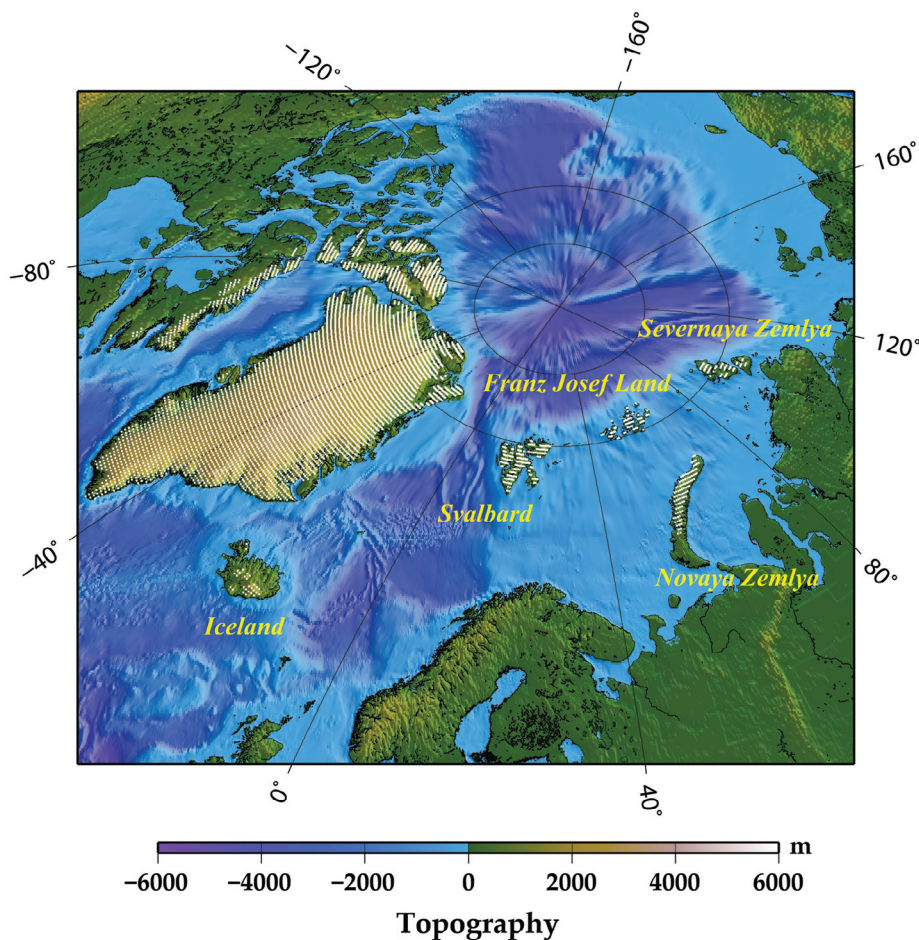 −120°
−160°
160°
−80°
Severnaya Zemlya
120°
Franz Josef Land
Svalbard
−40°
80°
Novaya Zemlya
Iceland
0°
40°
m
−6000 −4000 −2000 0 2000 4000 6000
Topography